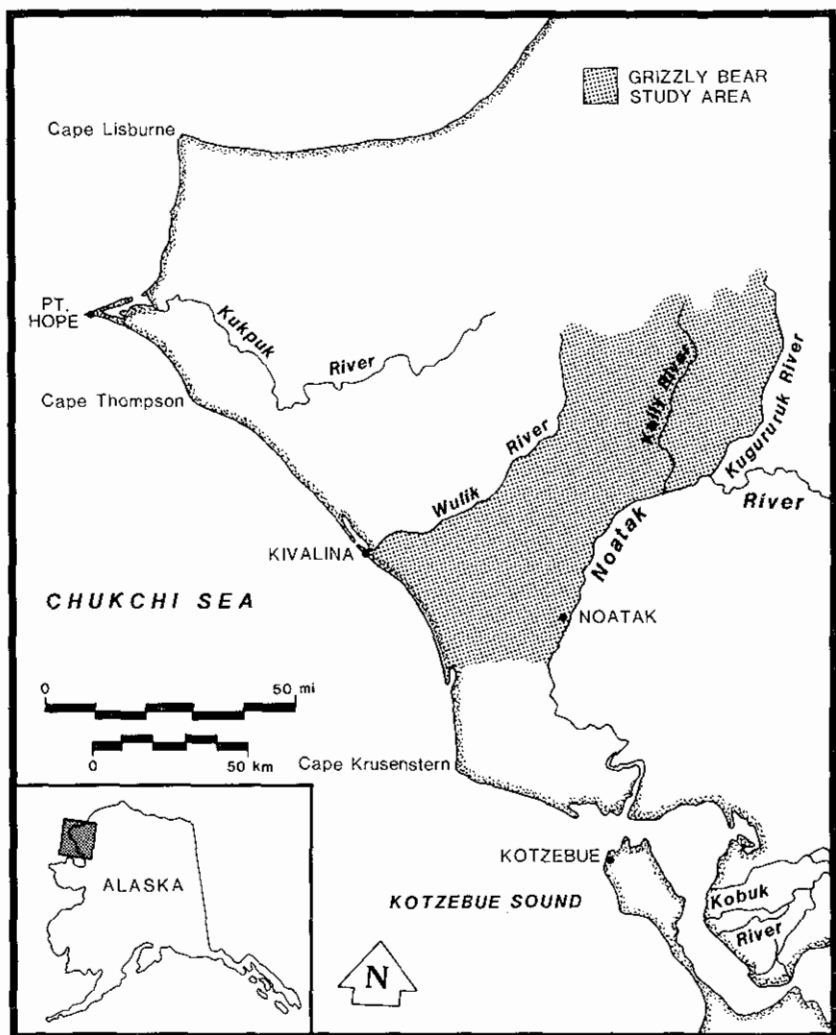 GRIZZLY BEAR
STUDY AREA
Cape Lisburne
PT.
HOPE
Kukpuk
River
Cape Thompson
Wulik
River
Kelly River
Kugururuk River
KIVALINA
Noatak
River
CHUKCHI SEA
NOATAK
0
50 mi
0
50 km
Cape Krusenstern
KOTZEBUE
ALASKA
KOTZEBUE SOUND
Kobuk
River
N